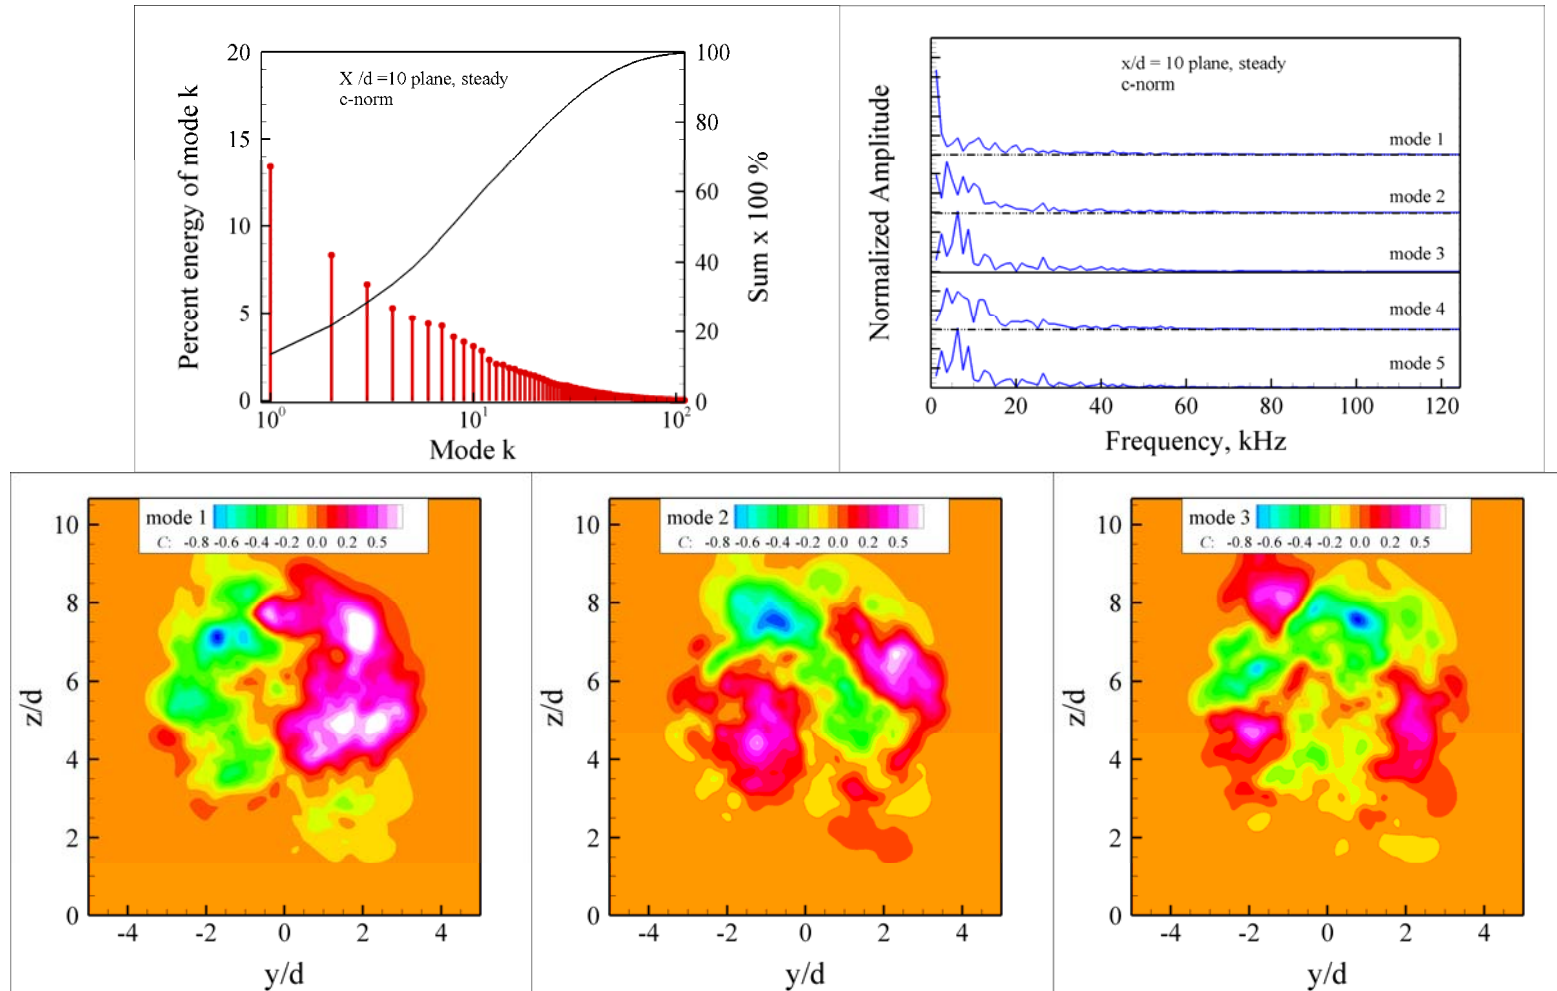 20
15
10
5
0
Percent energy of mode k
X /d =10 plane, steady
c-norm
100
80
60
40
20
0
Sum x 100 %
10^0
10^1
10^2
Mode k
Normalized Amplitude
x/d = 10 plane, steady
c-norm
mode 1
mode 2
mode 3
mode 4
mode 5
0 20 40 60 80 100 120
Frequency, kHz
mode 1
C: -0.8 -0.6 -0.4 -0.2 0.0 0.2 0.5
10
8
6
4
2
0
z/d
-4 -2 0 2 4
y/d
mode 2
C: -0.8 -0.6 -0.4 -0.2 0.0 0.2 0.5
10
8
6
4
2
0
z/d
-4 -2 0 2 4
y/d
mode 3
C: -0.8 -0.6 -0.4 -0.2 0.0 0.2 0.5
10
8
6
4
2
0
z/d
-4 -2 0 2 4
y/d